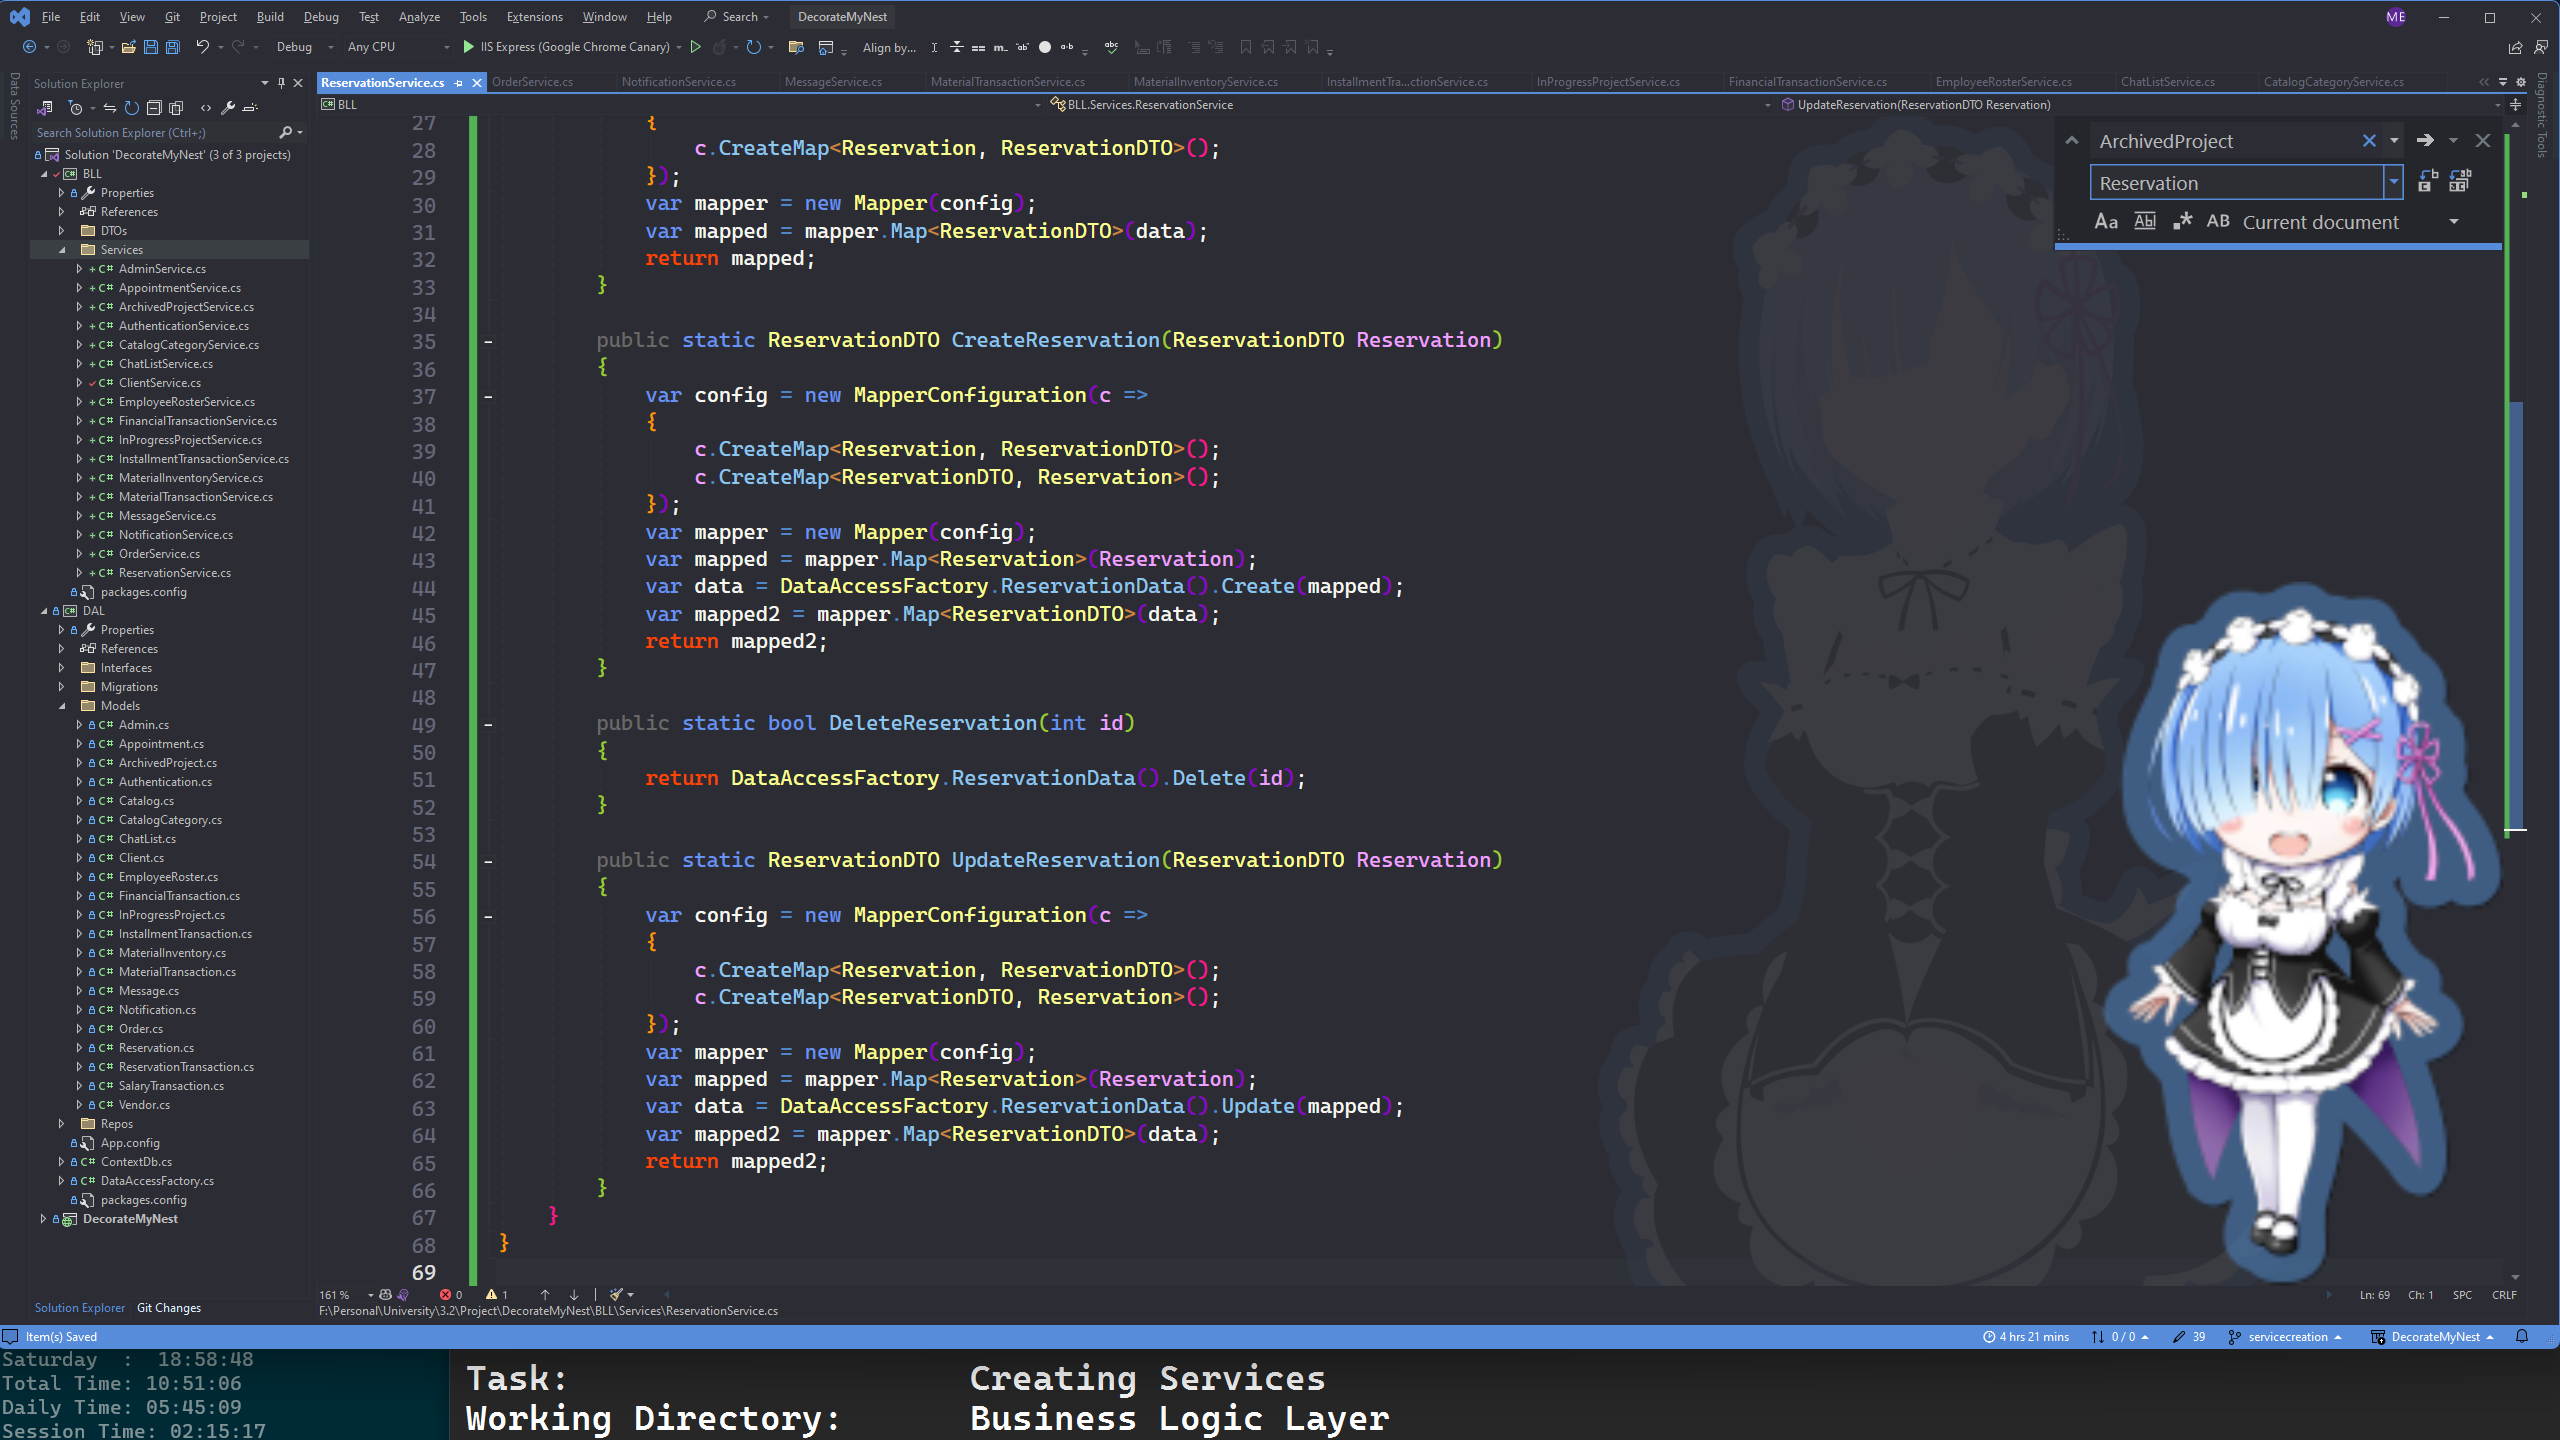 File Edit View Git Project Build Debug Test Analyze Tools Extensions Window Help Search DecorateMyNest ME
Debug Any CPU IIS Express (Google Chrome Canary) Align by...
Data Sources
Solution Explorer
Search Solution Explorer (Ctrl+;)
Solution 'DecorateMyNest' (3 of 3 projects)
BLL
Properties
References
DTOs
Services
AdminService.cs
AppointmentService.cs
ArchivedProjectService.cs
AuthenticationService.cs
CatalogCategoryService.cs
ChatListService.cs
ClientService.cs
EmployeeRosterService.cs
FinancialTransactionService.cs
InProgressProjectService.cs
InstallmentTransactionService.cs
MaterialInventoryService.cs
MaterialTransactionService.cs
MessageService.cs
NotificationService.cs
OrderService.cs
ReservationService.cs
packages.config
DAL
Properties
References
Interfaces
Migrations
Models
Admin.cs
Appointment.cs
ArchivedProject.cs
Authentication.cs
Catalog.cs
CatalogCategory.cs
ChatList.cs
Client.cs
EmployeeRoster.cs
FinancialTransaction.cs
InProgressProject.cs
InstallmentTransaction.cs
MaterialInventory.cs
MaterialTransaction.cs
Message.cs
Notification.cs
Order.cs
Reservation.cs
ReservationTransaction.cs
SalaryTransaction.cs
Vendor.cs
Repos
App.config
ContextDb.cs
DataAccessFactory.cs
packages.config
DecorateMyNest
Solution Explorer Git Changes
ReservationService.cs OrderService.cs NotificationService.cs MessageService.cs MaterialTransactionService.cs MaterialInventoryService.cs InstallmentTra...ctionService.cs InProgressProjectService.cs FinancialTransactionService.cs EmployeeRosterService.cs ChatListService.cs CatalogCategoryService.cs
BLL BLL.Services.ReservationService UpdateReservation(ReservationDTO Reservation)
Diagnostic Tools
ArchivedProject
Reservation
Aa Abl .* AB Current document
27 {
28 c.CreateMap<Reservation, ReservationDTO>();
29 });
30 var mapper = new Mapper(config);
31 var mapped = mapper.Map<ReservationDTO>(data);
32 return mapped;
33 }
34
35 public static ReservationDTO CreateReservation(ReservationDTO Reservation)
36 {
37 var config = new MapperConfiguration(c =>
38 {
39 c.CreateMap<Reservation, ReservationDTO>();
40 c.CreateMap<ReservationDTO, Reservation>();
41 });
42 var mapper = new Mapper(config);
43 var mapped = mapper.Map<Reservation>(Reservation);
44 var data = DataAccessFactory.ReservationData().Create(mapped);
45 var mapped2 = mapper.Map<ReservationDTO>(data);
46 return mapped2;
47 }
48
49 public static bool DeleteReservation(int id)
50 {
51 return DataAccessFactory.ReservationData().Delete(id);
52 }
53
54 public static ReservationDTO UpdateReservation(ReservationDTO Reservation)
55 {
56 var config = new MapperConfiguration(c =>
57 {
58 c.CreateMap<Reservation, ReservationDTO>();
59 c.CreateMap<ReservationDTO, Reservation>();
60 });
61 var mapper = new Mapper(config);
62 var mapped = mapper.Map<Reservation>(Reservation);
63 var data = DataAccessFactory.ReservationData().Update(mapped);
64 var mapped2 = mapper.Map<ReservationDTO>(data);
65 return mapped2;
66 }
67 }
68 }
69
161 % 0 1 Ln: 69 Ch: 1 SPC CRLF
F:\Personal\University\3.2\Project\DecorateMyNest\BLL\Services\ReservationService.cs
Item(s) Saved 4 hrs 21 mins 0 / 0 39 servicecreation DecorateMyNest
Saturday : 18:58:48
Total Time: 10:51:06
Daily Time: 05:45:09
Session Time: 02:15:17
Task: Creating Services
Working Directory: Business Logic Layer